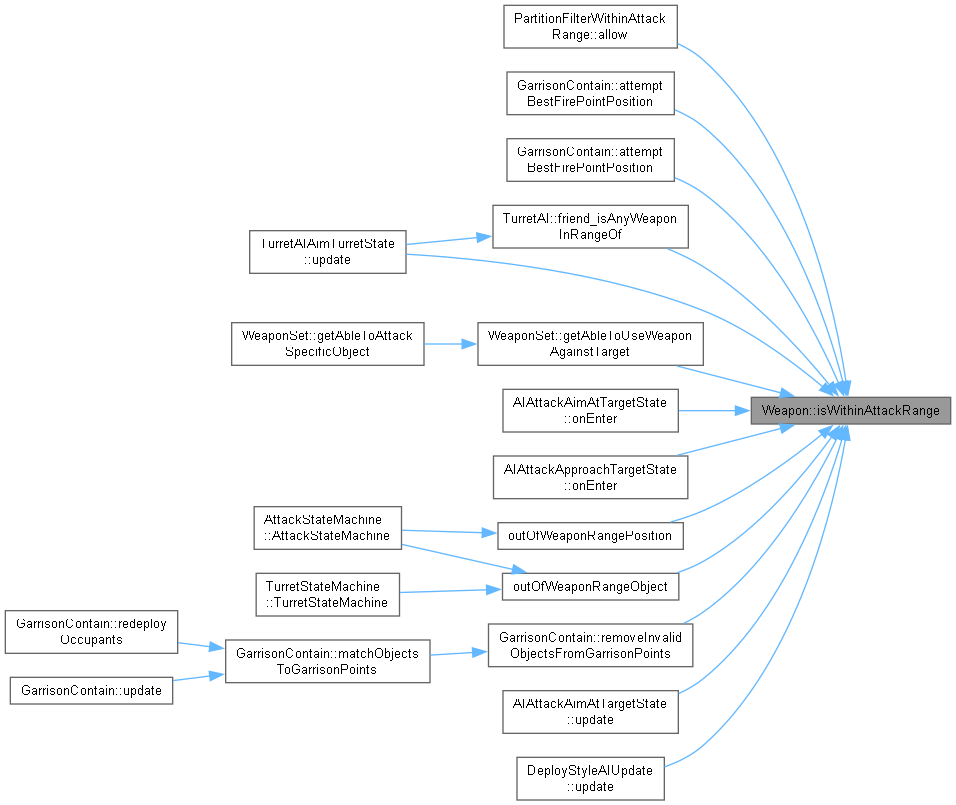 PartitionFilterWithinAttack
Range::allow
GarrisonContain::attempt
BestFirePointPosition
GarrisonContain::attempt
BestFirePointPosition
TurretAI::friend_isAnyWeapon
InRangeOf
TurretAIAimTurretState
::update
WeaponSet::getAbleToAttack
SpecificObject
WeaponSet::getAbleToUseWeapon
AgainstTarget
AIAttackAimAtTargetState
::onEnter
Weapon::isWithinAttackRange
AIAttackApproachTargetState
::onEnter
AttackStateMachine
::AttackStateMachine
outOfWeaponRangePosition
TurretStateMachine
::TurretStateMachine
outOfWeaponRangeObject
GarrisonContain::redeploy
Occupants
GarrisonContain::matchObjects
ToGarrisonPoints
GarrisonContain::removeInvalid
ObjectsFromGarrisonPoints
GarrisonContain::update
AIAttackAimAtTargetState
::update
DeployStyleAIUpdate
::update